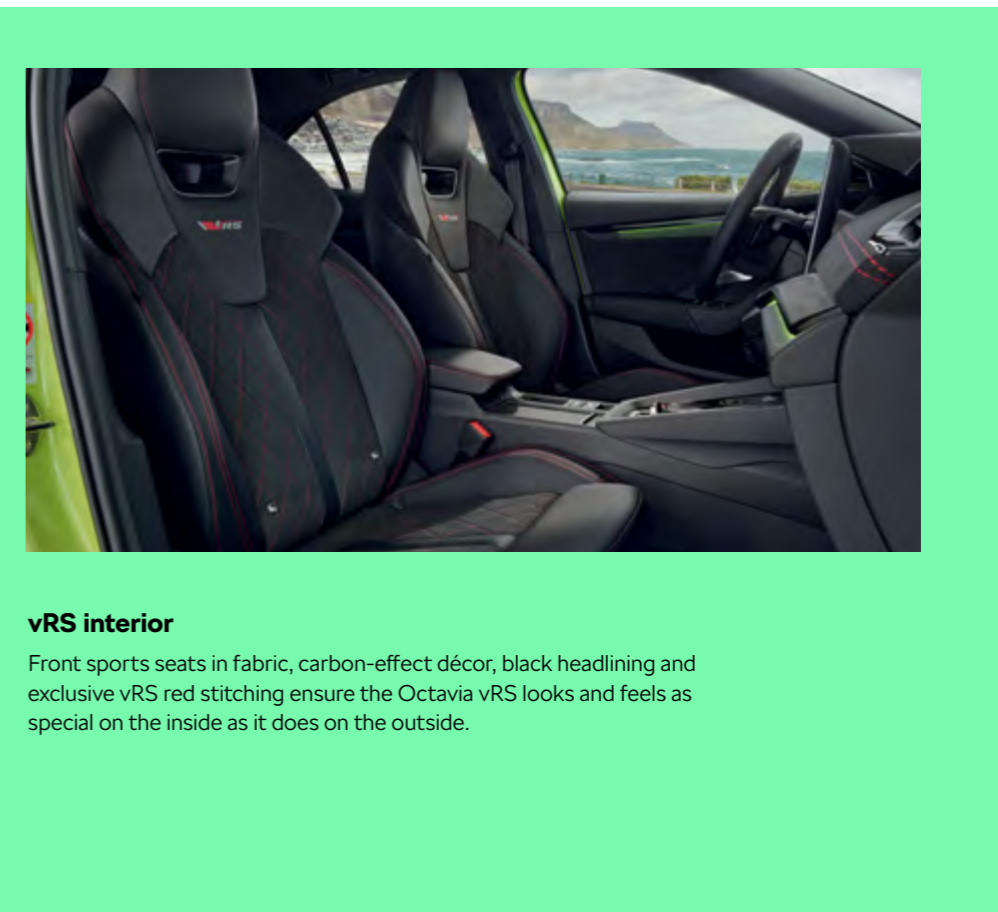 vRS
vRS
vRS interior
Front sports seats in fabric, carbon-effect décor, black headlining and
exclusive vRS red stitching ensure the Octavia vRS looks and feels as
special on the inside as it does on the outside.